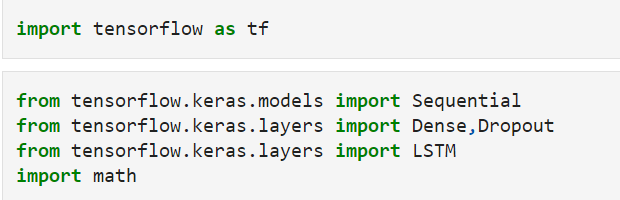 import tensorflow as tf
from tensorflow.keras.models import Sequential
from tensorflow.keras.layers import Dense,Dropout
from tensorflow.keras.layers import LSTM
import math